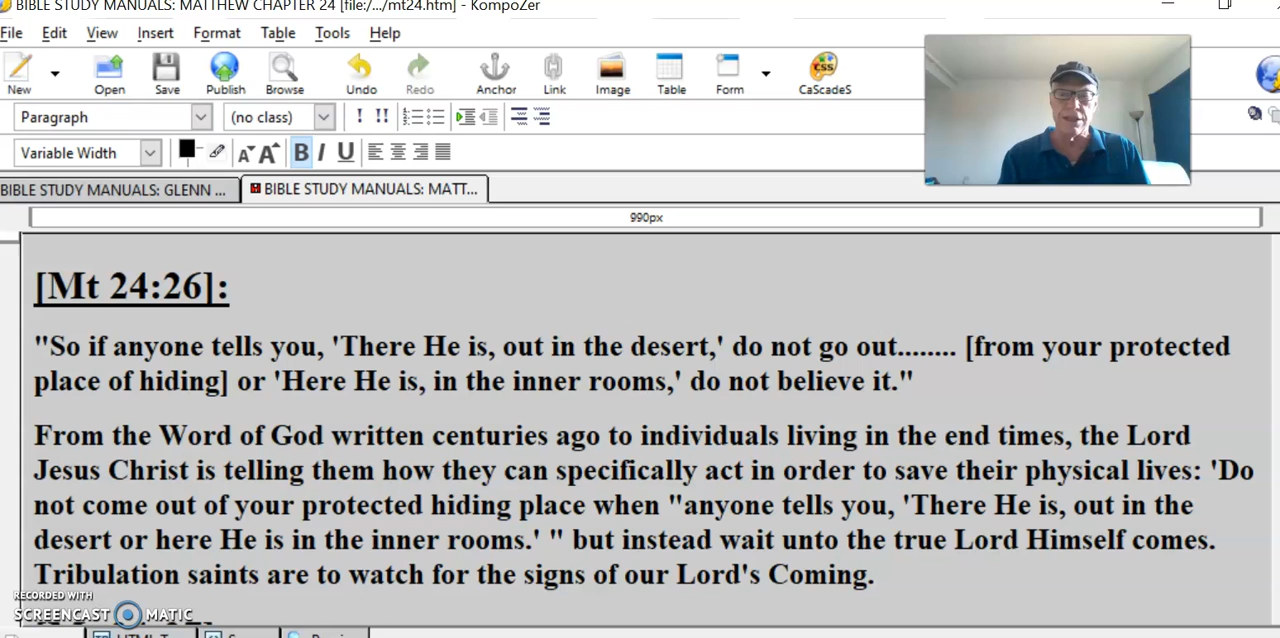 BIBLE STUDY MANUALS: MATTHEW CHAPTER 24 [file:/.../mt24.htm] - KompoZer
File Edit View Insert Format Table Tools Help
New Open Save Publish Browse Undo Redo Anchor Link Image Table Form CaScadeS
Paragraph (no class) ! !!
Variable Width A A B I U
BIBLE STUDY MANUALS: GLENN ... BIBLE STUDY MANUALS: MATT...
990px
[Mt 24:26]:
"So if anyone tells you, 'There He is, out in the desert,' do not go out........ [from your protected
place of hiding] or 'Here He is, in the inner rooms,' do not believe it."
From the Word of God written centuries ago to individuals living in the end times, the Lord
Jesus Christ is telling them how they can specifically act in order to save their physical lives: 'Do
not come out of your protected hiding place when "anyone tells you, 'There He is, out in the
desert or here He is in the inner rooms.' " but instead wait unto the true Lord Himself comes.
Tribulation saints are to watch for the signs of our Lord's Coming.
RECORDED WITH
SCREENCAST MATIC